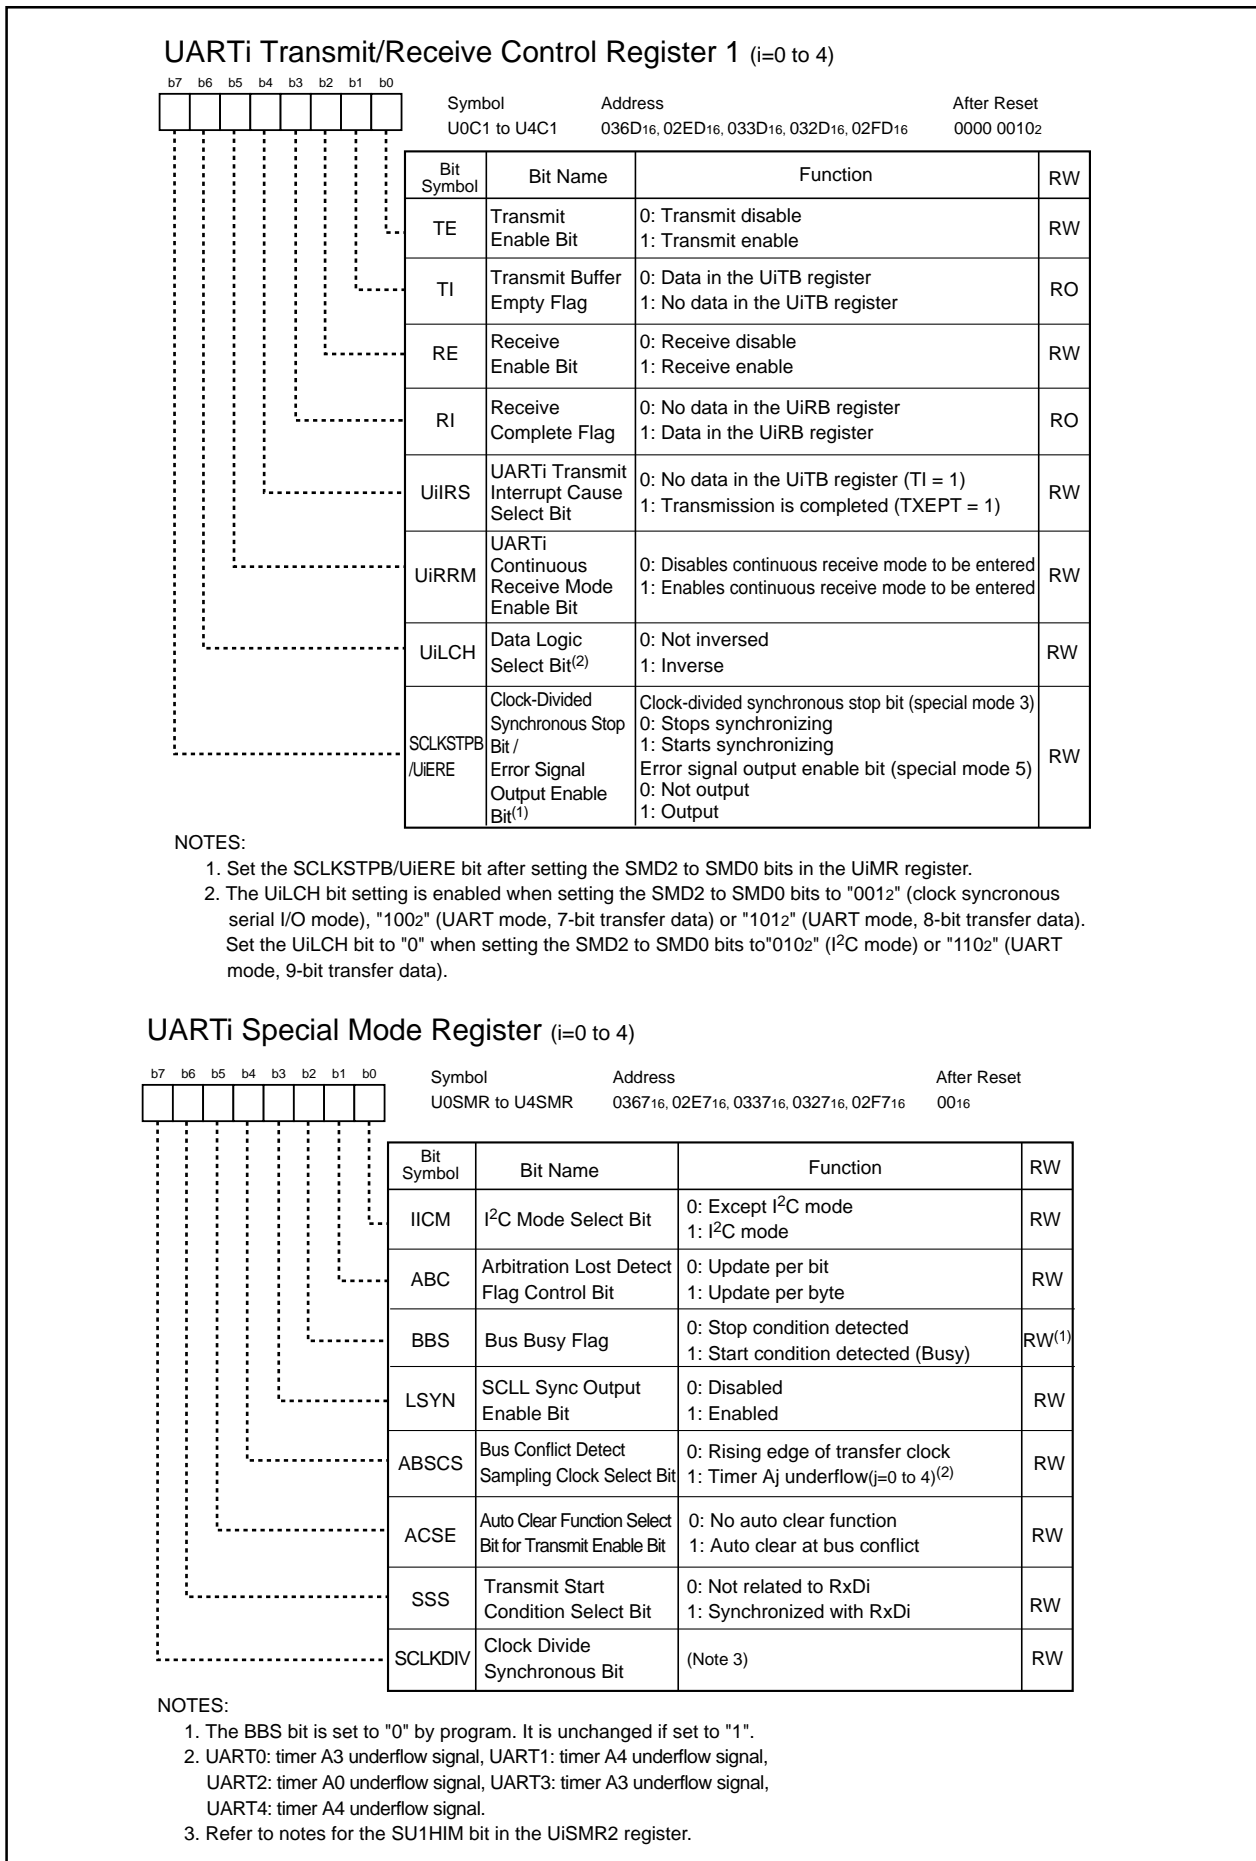 UARTi Transmit/Receive Control Register 1 (i=0 to 4)
b7 b6 b5 b4 b3 b2 b1 b0
Symbol Address After Reset
U0C1 to U4C1 036D16, 02ED16, 033D16, 032D16, 02FD16 0000 00102
Bit Symbol Bit Name Function RW
TE Transmit Enable Bit 0: Transmit disable 1: Transmit enable RW
TI Transmit Buffer Empty Flag 0: Data in the UiTB register 1: No data in the UiTB register RO
RE Receive Enable Bit 0: Receive disable 1: Receive enable RW
RI Receive Complete Flag 0: No data in the UiRB register 1: Data in the UiRB register RO
UiIRS UARTi Transmit Interrupt Cause Select Bit 0: No data in the UiTB register (TI = 1) 1: Transmission is completed (TXEPT = 1) RW
UiRRM UARTi Continuous Receive Mode Enable Bit 0: Disables continuous receive mode to be entered 1: Enables continuous receive mode to be entered RW
UiLCH Data Logic Select Bit(2) 0: Not inversed 1: Inverse RW
SCLKSTPB /UiERE Clock-Divided Synchronous Stop Bit / Error Signal Output Enable Bit(1) Clock-divided synchronous stop bit (special mode 3) 0: Stops synchronizing 1: Starts synchronizing Error signal output enable bit (special mode 5) 0: Not output 1: Output RW
NOTES:
1. Set the SCLKSTPB/UiERE bit after setting the SMD2 to SMD0 bits in the UiMR register.
2. The UiLCH bit setting is enabled when setting the SMD2 to SMD0 bits to "0012" (clock syncronous
serial I/O mode), "1002" (UART mode, 7-bit transfer data) or "1012" (UART mode, 8-bit transfer data).
Set the UiLCH bit to "0" when setting the SMD2 to SMD0 bits to"0102" (I2C mode) or "1102" (UART
mode, 9-bit transfer data).
UARTi Special Mode Register (i=0 to 4)
b7 b6 b5 b4 b3 b2 b1 b0
Symbol Address After Reset
U0SMR to U4SMR 036716, 02E716, 033716, 032716, 02F716 0016
Bit Symbol Bit Name Function RW
IICM I2C Mode Select Bit 0: Except I2C mode 1: I2C mode RW
ABC Arbitration Lost Detect Flag Control Bit 0: Update per bit 1: Update per byte RW
BBS Bus Busy Flag 0: Stop condition detected 1: Start condition detected (Busy) RW(1)
LSYN SCLL Sync Output Enable Bit 0: Disabled 1: Enabled RW
ABSCS Bus Conflict Detect Sampling Clock Select Bit 0: Rising edge of transfer clock 1: Timer Aj underflow(j=0 to 4)(2) RW
ACSE Auto Clear Function Select Bit for Transmit Enable Bit 0: No auto clear function 1: Auto clear at bus conflict RW
SSS Transmit Start Condition Select Bit 0: Not related to RxDi 1: Synchronized with RxDi RW
SCLKDIV Clock Divide Synchronous Bit (Note 3) RW
NOTES:
1. The BBS bit is set to "0" by program. It is unchanged if set to "1".
2. UART0: timer A3 underflow signal, UART1: timer A4 underflow signal,
UART2: timer A0 underflow signal, UART3: timer A3 underflow signal,
UART4: timer A4 underflow signal.
3. Refer to notes for the SU1HIM bit in the UiSMR2 register.